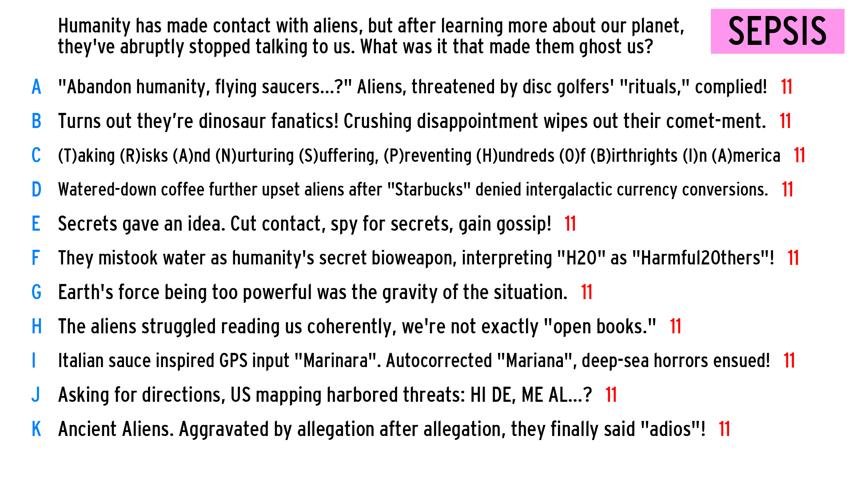 Humanity has made contact with aliens, but after learning more about our planet,
they've abruptly stopped talking to us. What was it that made them ghost us?
SEPSIS
A "Abandon humanity, flying saucers...?" Aliens, threatened by disc golfers' "rituals," complied! 11
B Turns out they're dinosaur fanatics! Crushing disappointment wipes out their comet-ment. 11
C (T)aking (R)isks (A)nd (N)urturing (S)uffering, (P)reventing (H)undreds (O)f (B)irthrights (I)n (A)merica 11
D Watered-down coffee further upset aliens after "Starbucks" denied intergalactic currency conversions. 11
E Secrets gave an idea. Cut contact, spy for secrets, gain gossip! 11
F They mistook water as humanity's secret bioweapon, interpreting "H20" as "Harmful20thers"! 11
G Earth's force being too powerful was the gravity of the situation. 11
H The aliens struggled reading us coherently, we're not exactly "open books." 11
I Italian sauce inspired GPS input "Marinara". Autocorrected "Mariana", deep-sea horrors ensued! 11
J Asking for directions, US mapping harbored threats: HI DE, ME AL...? 11
K Ancient Aliens. Aggravated by allegation after allegation, they finally said "adios"! 11